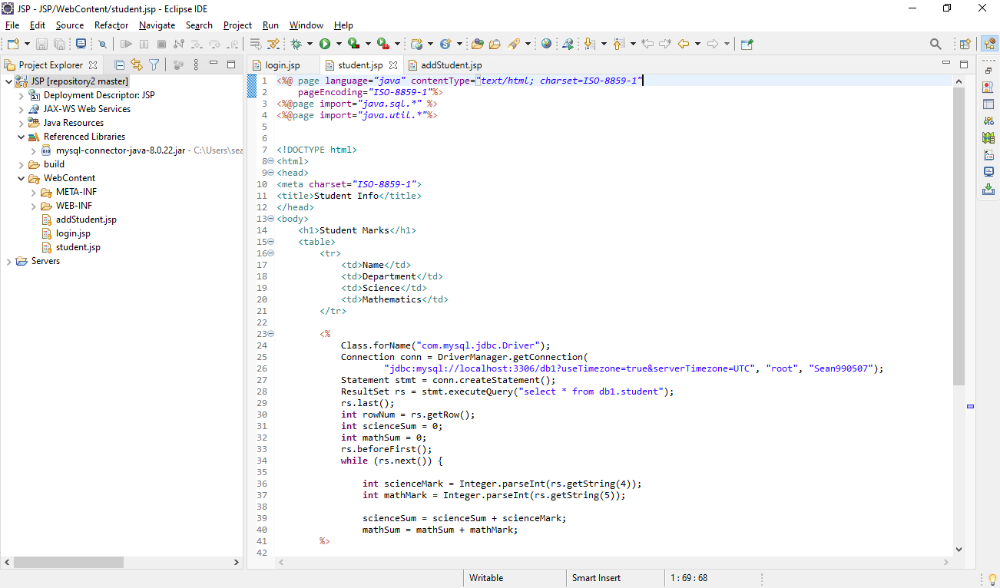 JSP - JSP/WebContent/student.jsp - Eclipse IDE
File Edit Source Refactor Navigate Search Project Run Window Help
Project Explorer
login.jsp student.jsp addStudent.jsp
JSP [repository2 master]
Deployment Descriptor: JSP
JAX-WS Web Services
Java Resources
Referenced Libraries
mysql-connector-java-8.0.22.jar - C:\Users\sea
build
WebContent
META-INF
WEB-INF
addStudent.jsp
login.jsp
student.jsp
Servers
1 <%@ page language="java" contentType="text/html; charset=ISO-8859-1"
2 pageEncoding="ISO-8859-1"%>
3 <%@page import="java.sql.*" %>
4 <%@page import="java.util.*"%>
5
6
7 <!DOCTYPE html>
8 <html>
9 <head>
10 <meta charset="ISO-8859-1">
11 <title>Student Info</title>
12 </head>
13 <body>
14 <h1>Student Marks</h1>
15 <table>
16 <tr>
17 <td>Name</td>
18 <td>Department</td>
19 <td>Science</td>
20 <td>Mathematics</td>
21 </tr>
22
23 <%
24 Class.forName("com.mysql.jdbc.Driver");
25 Connection conn = DriverManager.getConnection(
26 "jdbc:mysql://localhost:3306/db1?useTimezone=true&serverTimezone=UTC", "root", "Sean990507");
27 Statement stmt = conn.createStatement();
28 ResultSet rs = stmt.executeQuery("select * from db1.student");
29 rs.last();
30 int rowNum = rs.getRow();
31 int scienceSum = 0;
32 int mathSum = 0;
33 rs.beforeFirst();
34 while (rs.next()) {
35
36 int scienceMark = Integer.parseInt(rs.getString(4));
37 int mathMark = Integer.parseInt(rs.getString(5));
38
39 scienceSum = scienceSum + scienceMark;
40 mathSum = mathSum + mathMark;
41 %>
42
Writable Smart Insert 1 : 69 : 68